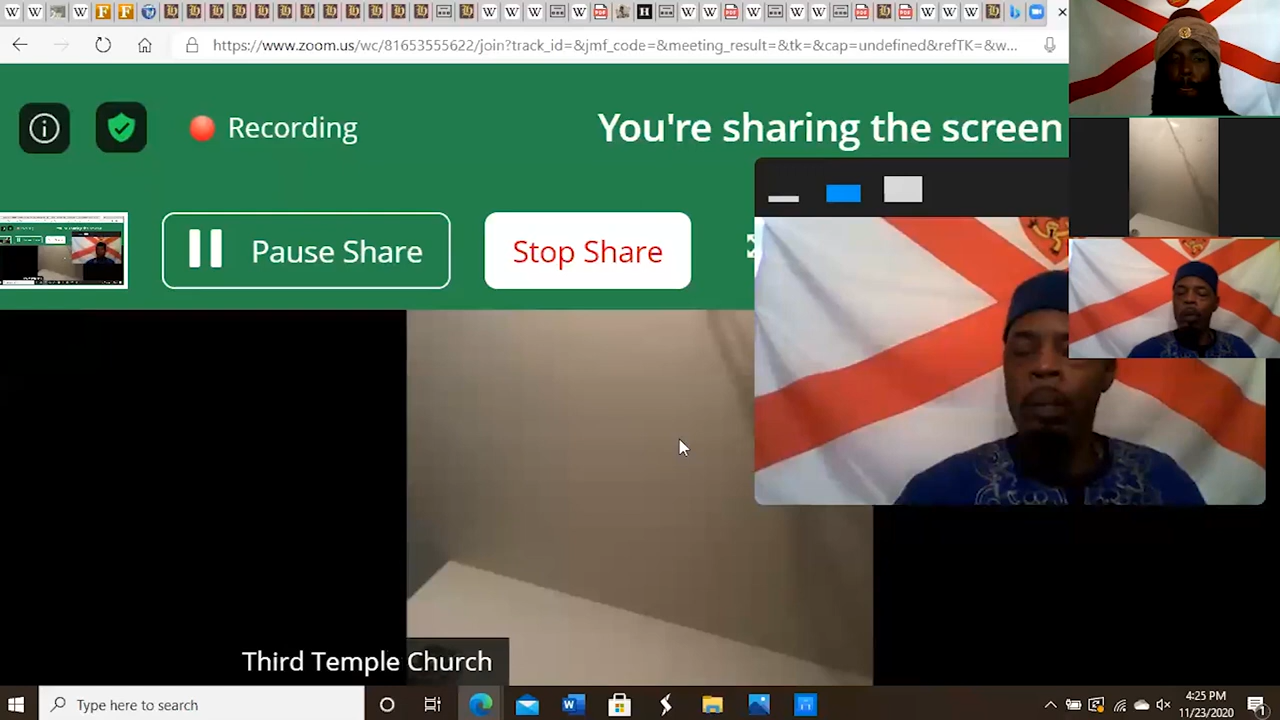 https://www.zoom.us/wc/81653555622/join?track_id=&jmf_code=&meeting_result=&tk=&cap=undefined&refTK=&w...
Recording
You're sharing the screen
Pause Share
Stop Share
Third Temple Church
Type here to search
4:25 PM
11/23/2020